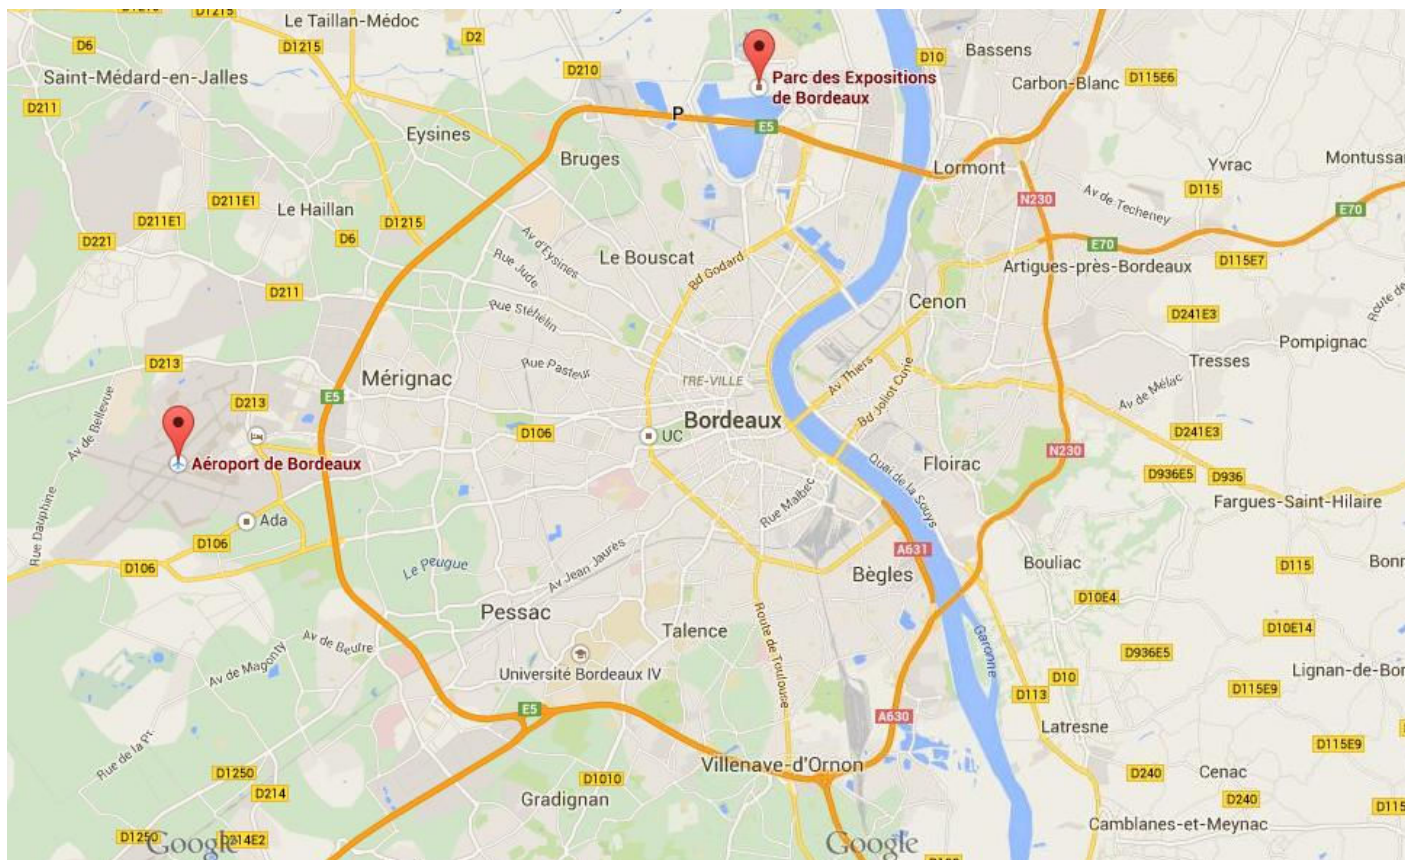 D1215
D1215
Le Taillan-Médoc
D6
D1215
D2
Saint-Médard-en-Jalles
D210
D211
D10
Bassens
Parc des Expositions
de Bordeaux
Carbon-Blanc
D115E6
P
E5
Eysines
Bruges
Lormont
Yvrac
Montussan
D211E1
D211E1
Le Haillan
D1215
D6
D221
N230
D115
Av de Techeney
E70
E70
Av d'Eysines
Rue Jude
Le Bouscat
Bd Godard
Artigues-près-Bordeaux
D115E7
D211
Rue Stéhélin
Cenon
D241E3
Route de
Pompignac
D213
Rue Pasteur
Tresses
Mérignac
TRE-VILLE
Av Thiers
Bd Joliot Curie
Av de Mélac
E5
D213
Av de Bellevue
Bordeaux
D106
UC
D241E3
Aéroport de Bordeaux
N230
Floirac
Quai de la Souys
D936E5
D936
Rue Malbec
Fargues-Saint-Hilaire
Rue Dauphine
Ada
D106
D106
Le Peugue
Av Jean Jaurès
A631
Bègles
Bouliac
D115
Bonn
D10E4
Pessac
Talence
Route de Toulouse
Garonne
D10E14
Av de Beutre
Av de Magonty
Université Bordeaux IV
D936E5
D10
D113
Lignan-de-Bor
D115E9
E5
A630
Latresne
Rue de la Pr.
D115E9
Villenave-d'Ornon
D1250
D214
D1010
Gradignan
D240
Cenac
D240
D115
D1250
D214E2
Google
Google
Camblanes-et-Meynac